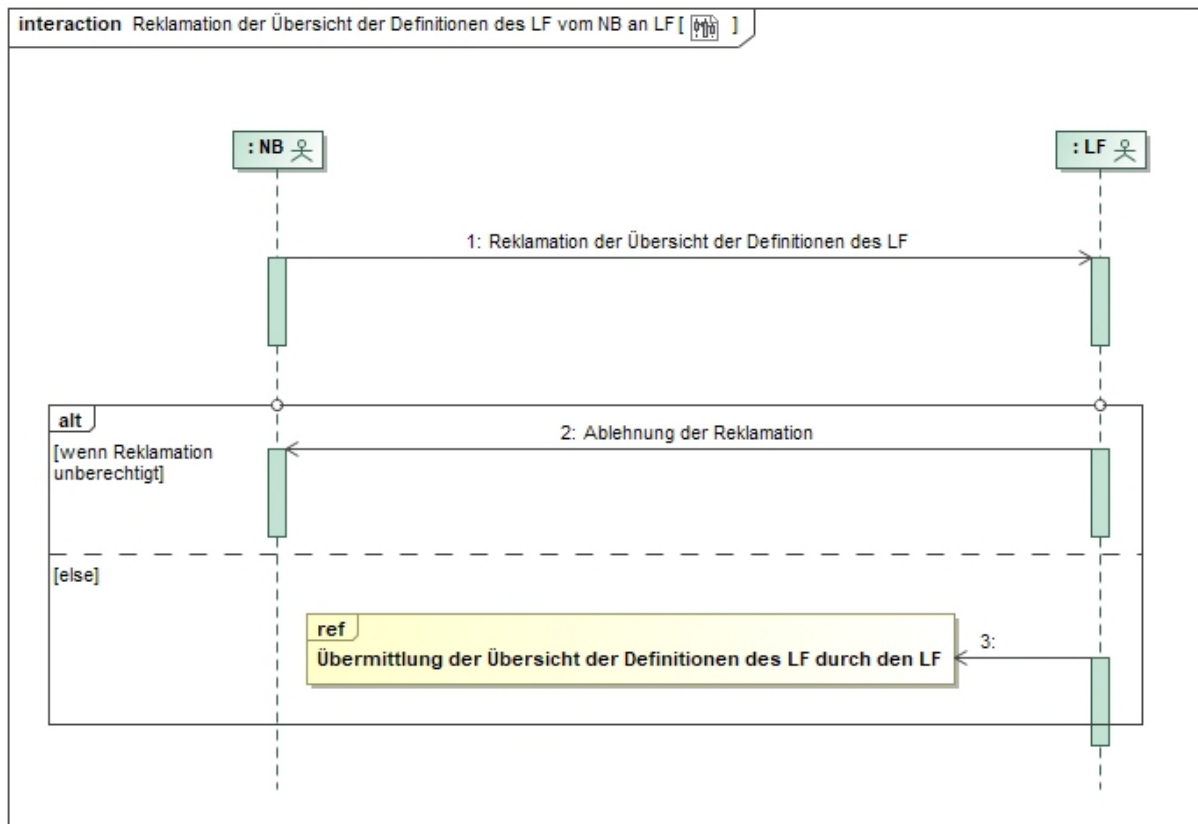 interaction Reklamation der Übersicht der Definitionen des LF vom NB an LF [ ]
: NB
: LF
1: Reklamation der Übersicht der Definitionen des LF
alt
[wenn Reklamation
unberechtigt]
2: Ablehnung der Reklamation
[else]
ref
Übermittlung der Übersicht der Definitionen des LF durch den LF
3: